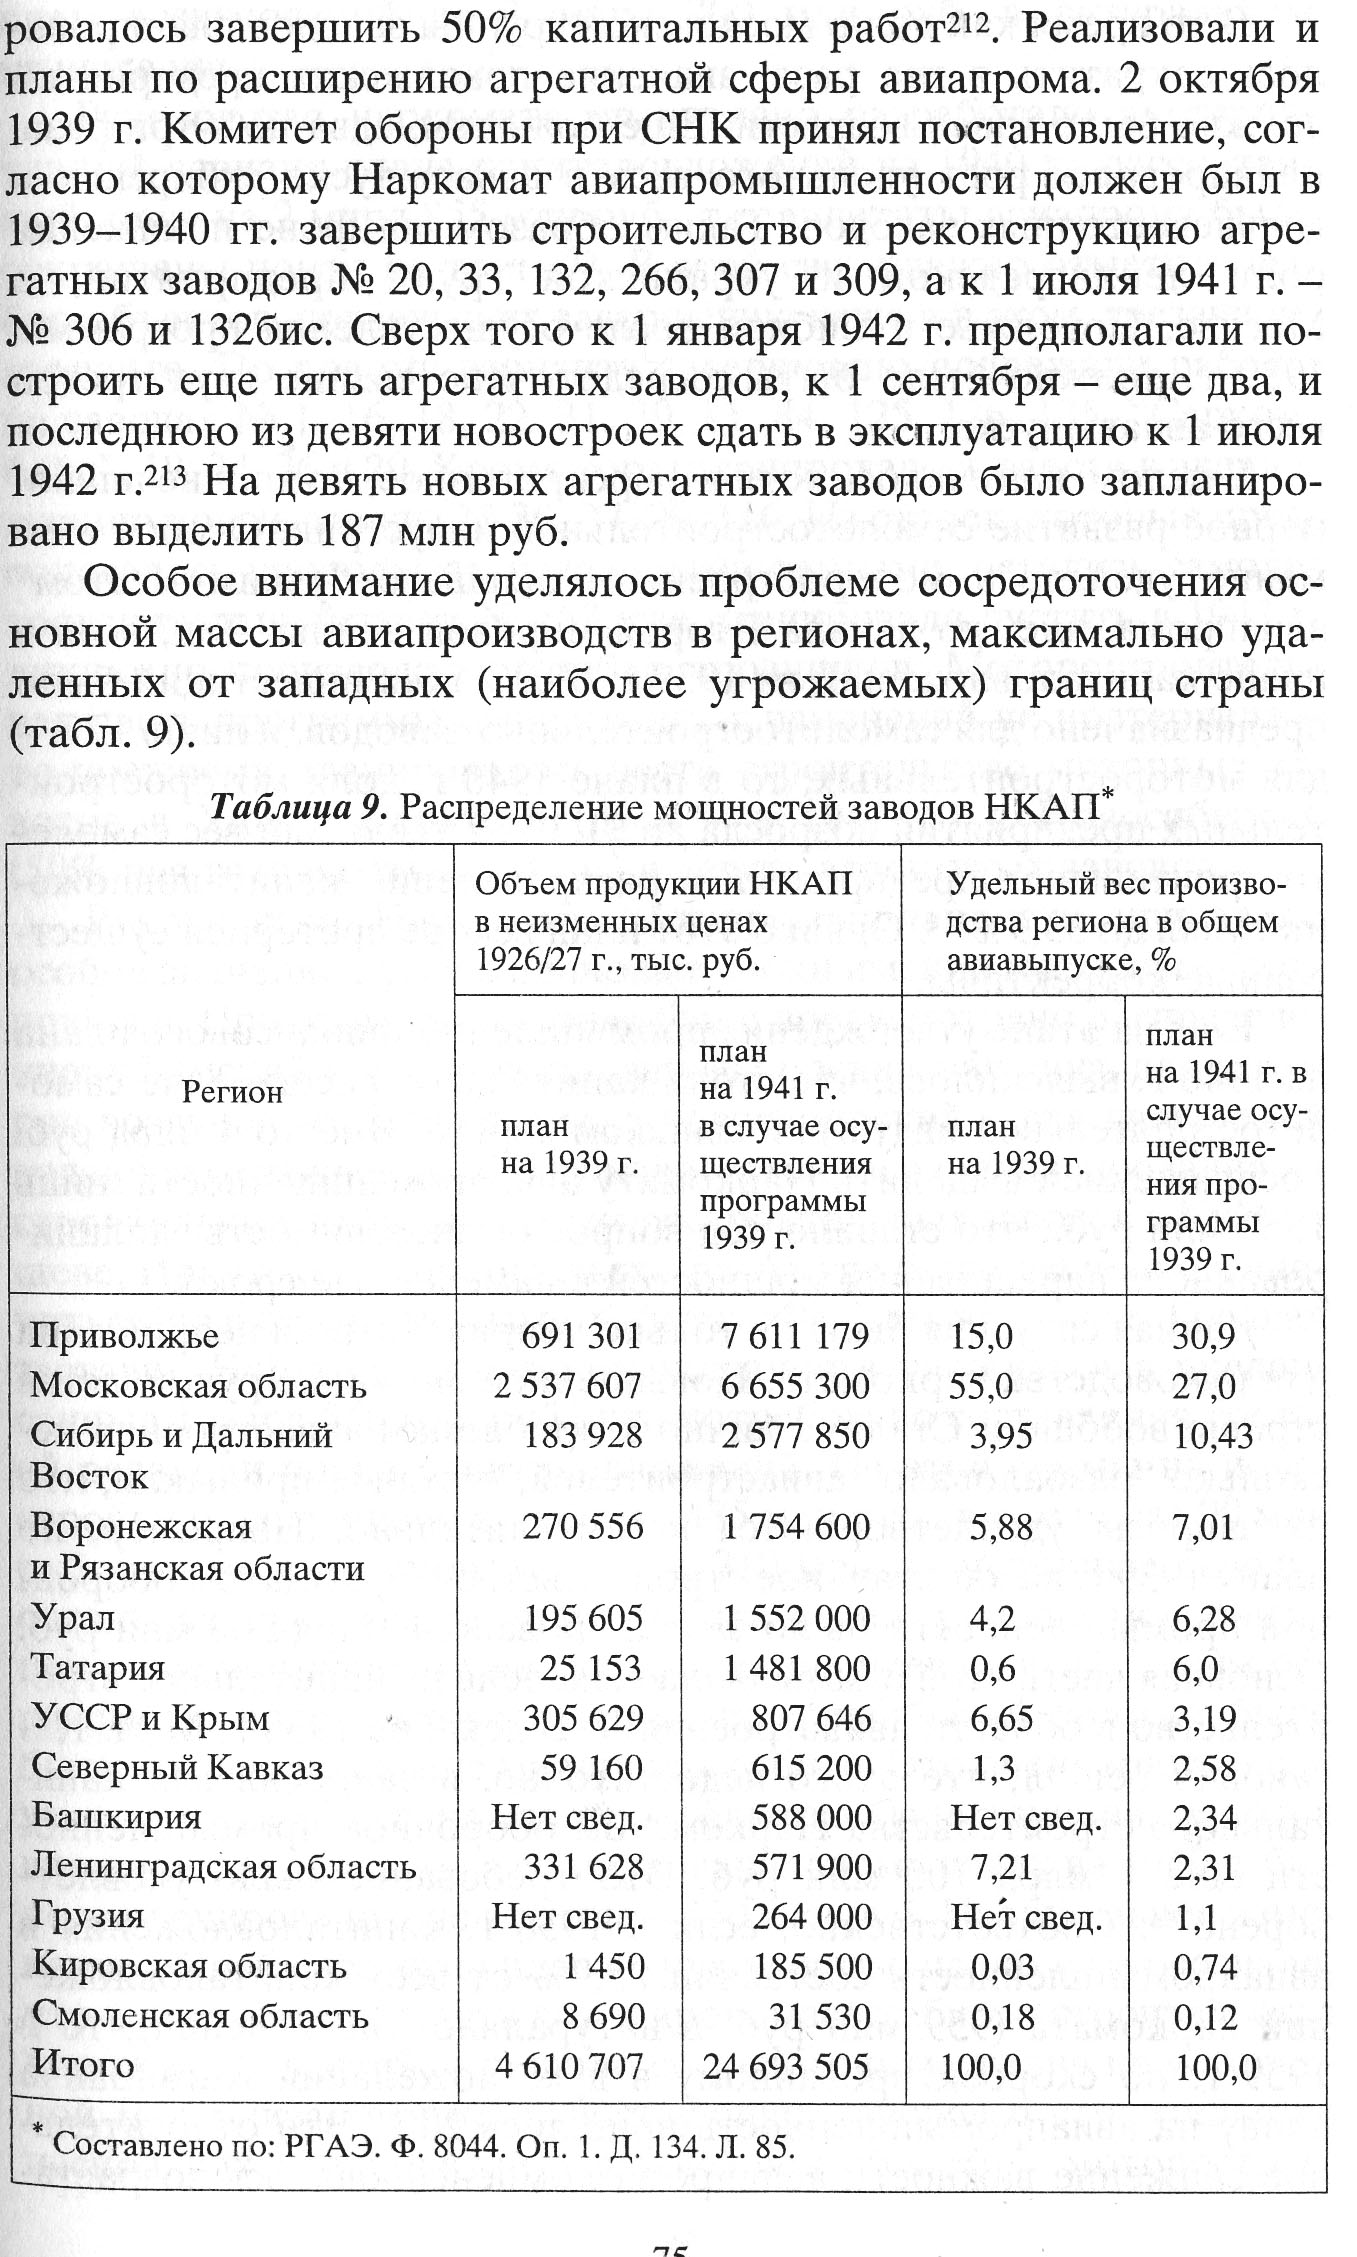 ровалось завершить 50% капитальных работ²¹². Реализовали и
планы по расширению агрегатной сферы авиапрома. 2 октября
1939 г. Комитет обороны при СНК принял постановление, сог-
ласно которому Наркомат авиапромышленности должен был в
1939–1940 гг. завершить строительство и реконструкцию агре-
гатных заводов № 20, 33, 132, 266, 307 и 309, а к 1 июля 1941 г. –
№ 306 и 132бис. Сверх того к 1 января 1942 г. предполагали по-
строить еще пять агрегатных заводов, к 1 сентября – еще два, и
последнюю из девяти новостроек сдать в эксплуатацию к 1 июля
1942 г.²¹³ На девять новых агрегатных заводов было запланиро-
вано выделить 187 млн руб.
Особое внимание уделялось проблеме сосредоточения ос-
новной массы авиапроизводств в регионах, максимально уда-
ленных от западных (наиболее угрожаемых) границ страны
(табл. 9).
Таблица 9. Распределение мощностей заводов НКАП*
Регион
Объем продукции НКАП
в неизменных ценах
1926/27 г., тыс. руб.
Удельный вес произво-
дства региона в общем
авиавыпуске, %
план
на 1939 г.
план
на 1941 г.
в случае осу-
ществления
программы
1939 г.
план
на 1939 г.
план
на 1941 г. в
случае осу-
ществле-
ния про-
граммы
1939 г.
Приволжье 691 301 7 611 179 15,0 30,9
Московская область 2 537 607 6 655 300 55,0 27,0
Сибирь и Дальний 183 928 2 577 850 3,95 10,43
Восток
Воронежская 270 556 1 754 600 5,88 7,01
и Рязанская области
Урал 195 605 1 552 000 4,2 6,28
Татария 25 153 1 481 800 0,6 6,0
УССР и Крым 305 629 807 646 6,65 3,19
Северный Кавказ 59 160 615 200 1,3 2,58
Башкирия Нет свед. 588 000 Нет свед. 2,34
Ленинградская область 331 628 571 900 7,21 2,31
Грузия Нет свед. 264 000 Нет свед. 1,1
Кировская область 1 450 185 500 0,03 0,74
Смоленская область 8 690 31 530 0,18 0,12
Итого 4 610 707 24 693 505 100,0 100,0
* Составлено по: РГАЭ. Ф. 8044. Оп. 1. Д. 134. Л. 85.
75